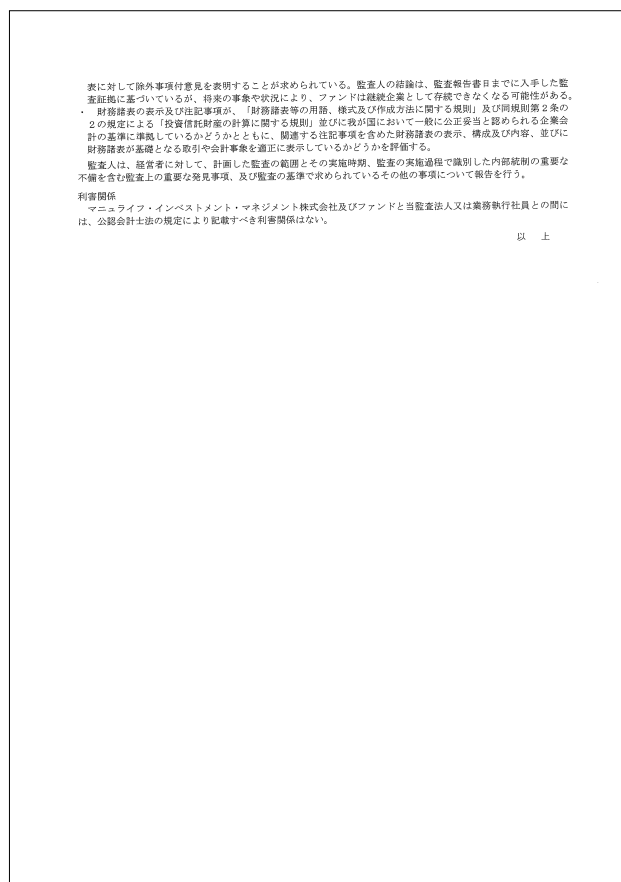 表に対して除外事項付意見を表明することが求められている。監査人の結論は、監査報告書日までに入手した監
査証拠に基づいているが、将来の事象や状況により、ファンドは継続企業として存続できなくなる可能性がある。
・ 財務諸表の表示及び注記事項が、「財務諸表等の用語、様式及び作成方法に関する規則」及び同規則第２条の
２の規定による「投資信託財産の計算に関する規則」並びに我が国において一般に公正妥当と認められる企業会
計の基準に準拠しているかどうかとともに、関連する注記事項を含めた財務諸表の表示、構成及び内容、並びに
財務諸表が基礎となる取引や会計事象を適正に表示しているかどうかを評価する。
監査人は、経営者に対して、計画した監査の範囲とその実施時期、監査の実施過程で識別した内部統制の重要な
不備を含む監査上の重要な発見事項、及び監査の基準で求められているその他の事項について報告を行う。
利害関係
マニュライフ・インベストメント・マネジメント株式会社及びファンドと当監査法人又は業務執行社員との間に
は、公認会計士法の規定により記載すべき利害関係はない。
以 上